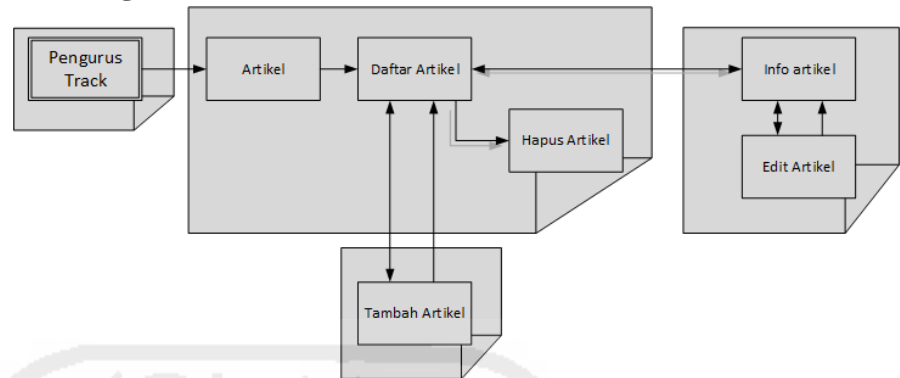 Pengurus
Track
Artikel
Daftar Artikel
Info artikel
Hapus Artikel
Edit Artikel
Tambah Artikel